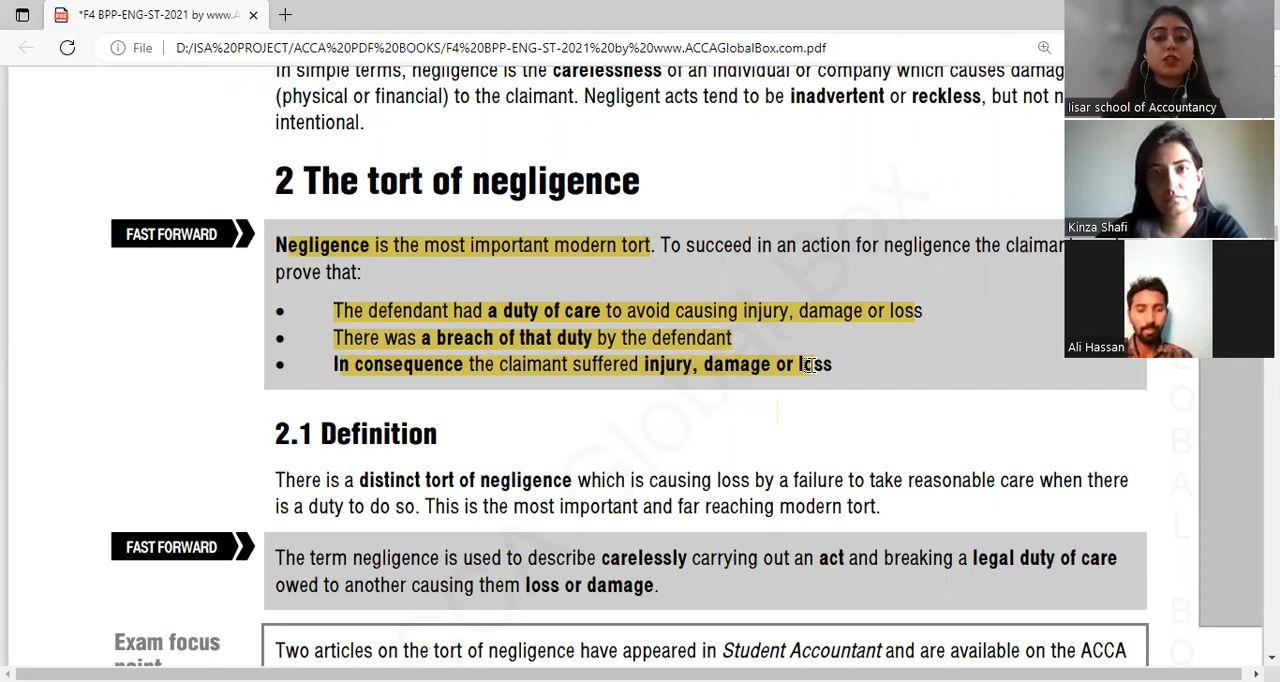 *F4 BPP-ENG-ST-2021 by www.A
File D:/ISA%20PROJECT/ACCA%20PDF%20BOOKS/F4%20BPP-ENG-ST-2021%20by%20www.ACCAGlobalBox.com.pdf
In simple terms, negligence is the carelessness of an individual or company which causes damag
(physical or financial) to the claimant. Negligent acts tend to be inadvertent or reckless, but not n
intentional.
2 The tort of negligence
FAST FORWARD
Negligence is the most important modern tort. To succeed in an action for negligence the claiman
prove that:
• The defendant had a duty of care to avoid causing injury, damage or loss
• There was a breach of that duty by the defendant
• In consequence the claimant suffered injury, damage or loss
2.1 Definition
There is a distinct tort of negligence which is causing loss by a failure to take reasonable care when there
is a duty to do so. This is the most important and far reaching modern tort.
FAST FORWARD
The term negligence is used to describe carelessly carrying out an act and breaking a legal duty of care
owed to another causing them loss or damage.
Exam focus
point
Two articles on the tort of negligence have appeared in Student Accountant and are available on the ACCA
Iisar school of Accountancy
Kinza Shafi
Ali Hassan